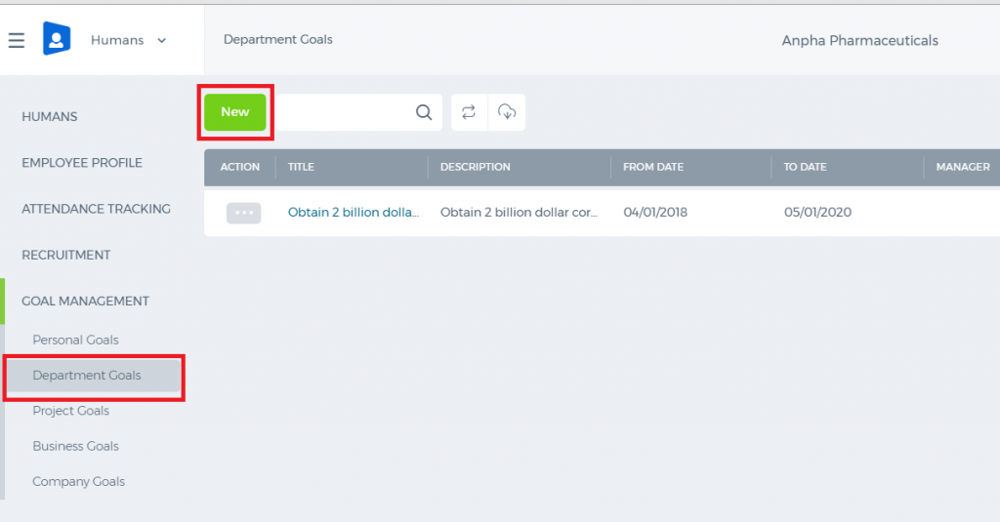 Humans
Department Goals
Anpha Pharmaceuticals
HUMANS
EMPLOYEE PROFILE
ATTENDANCE TRACKING
RECRUITMENT
GOAL MANAGEMENT
Personal Goals
Department Goals
Project Goals
Business Goals
Company Goals
New
ACTION TITLE DESCRIPTION FROM DATE TO DATE MANAGER
Obtain 2 billion dolla... Obtain 2 billion dollar cor... 04/01/2018 05/01/2020